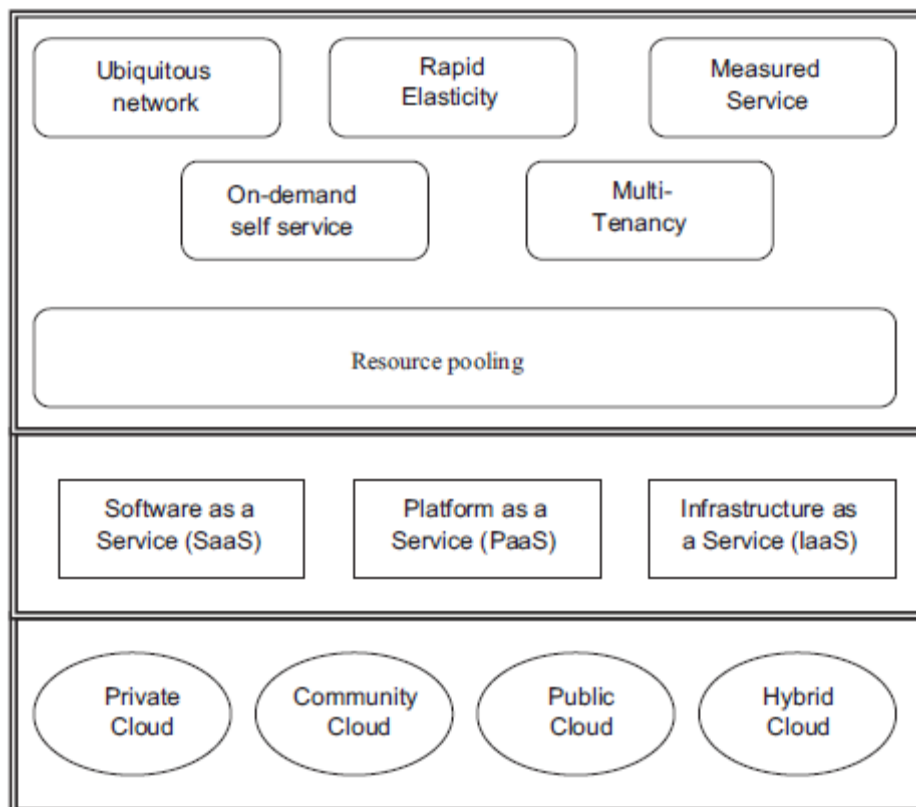 Ubiquitous
network
Rapid
Elasticity
Measured
Service
On-demand
self service
Multi-
Tenancy
Resource pooling
Software as a
Service (SaaS)
Platform as a
Service (PaaS)
Infrastructure as
a Service (IaaS)
Private
Cloud
Community
Cloud
Public
Cloud
Hybrid
Cloud